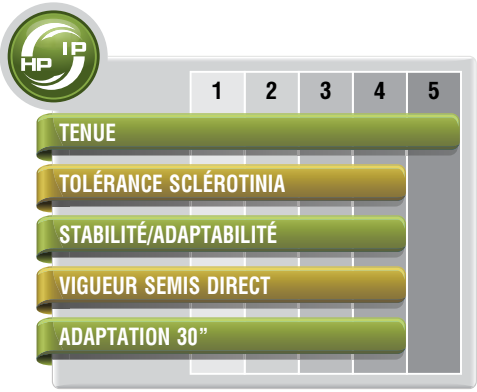 HP IP
1 2 3 4 5
TENUE
TOLÉRANCE SCLÉROTINIA
STABILITÉ/ADAPTABILITÉ
VIGUEUR SEMIS DIRECT
ADAPTATION 30”